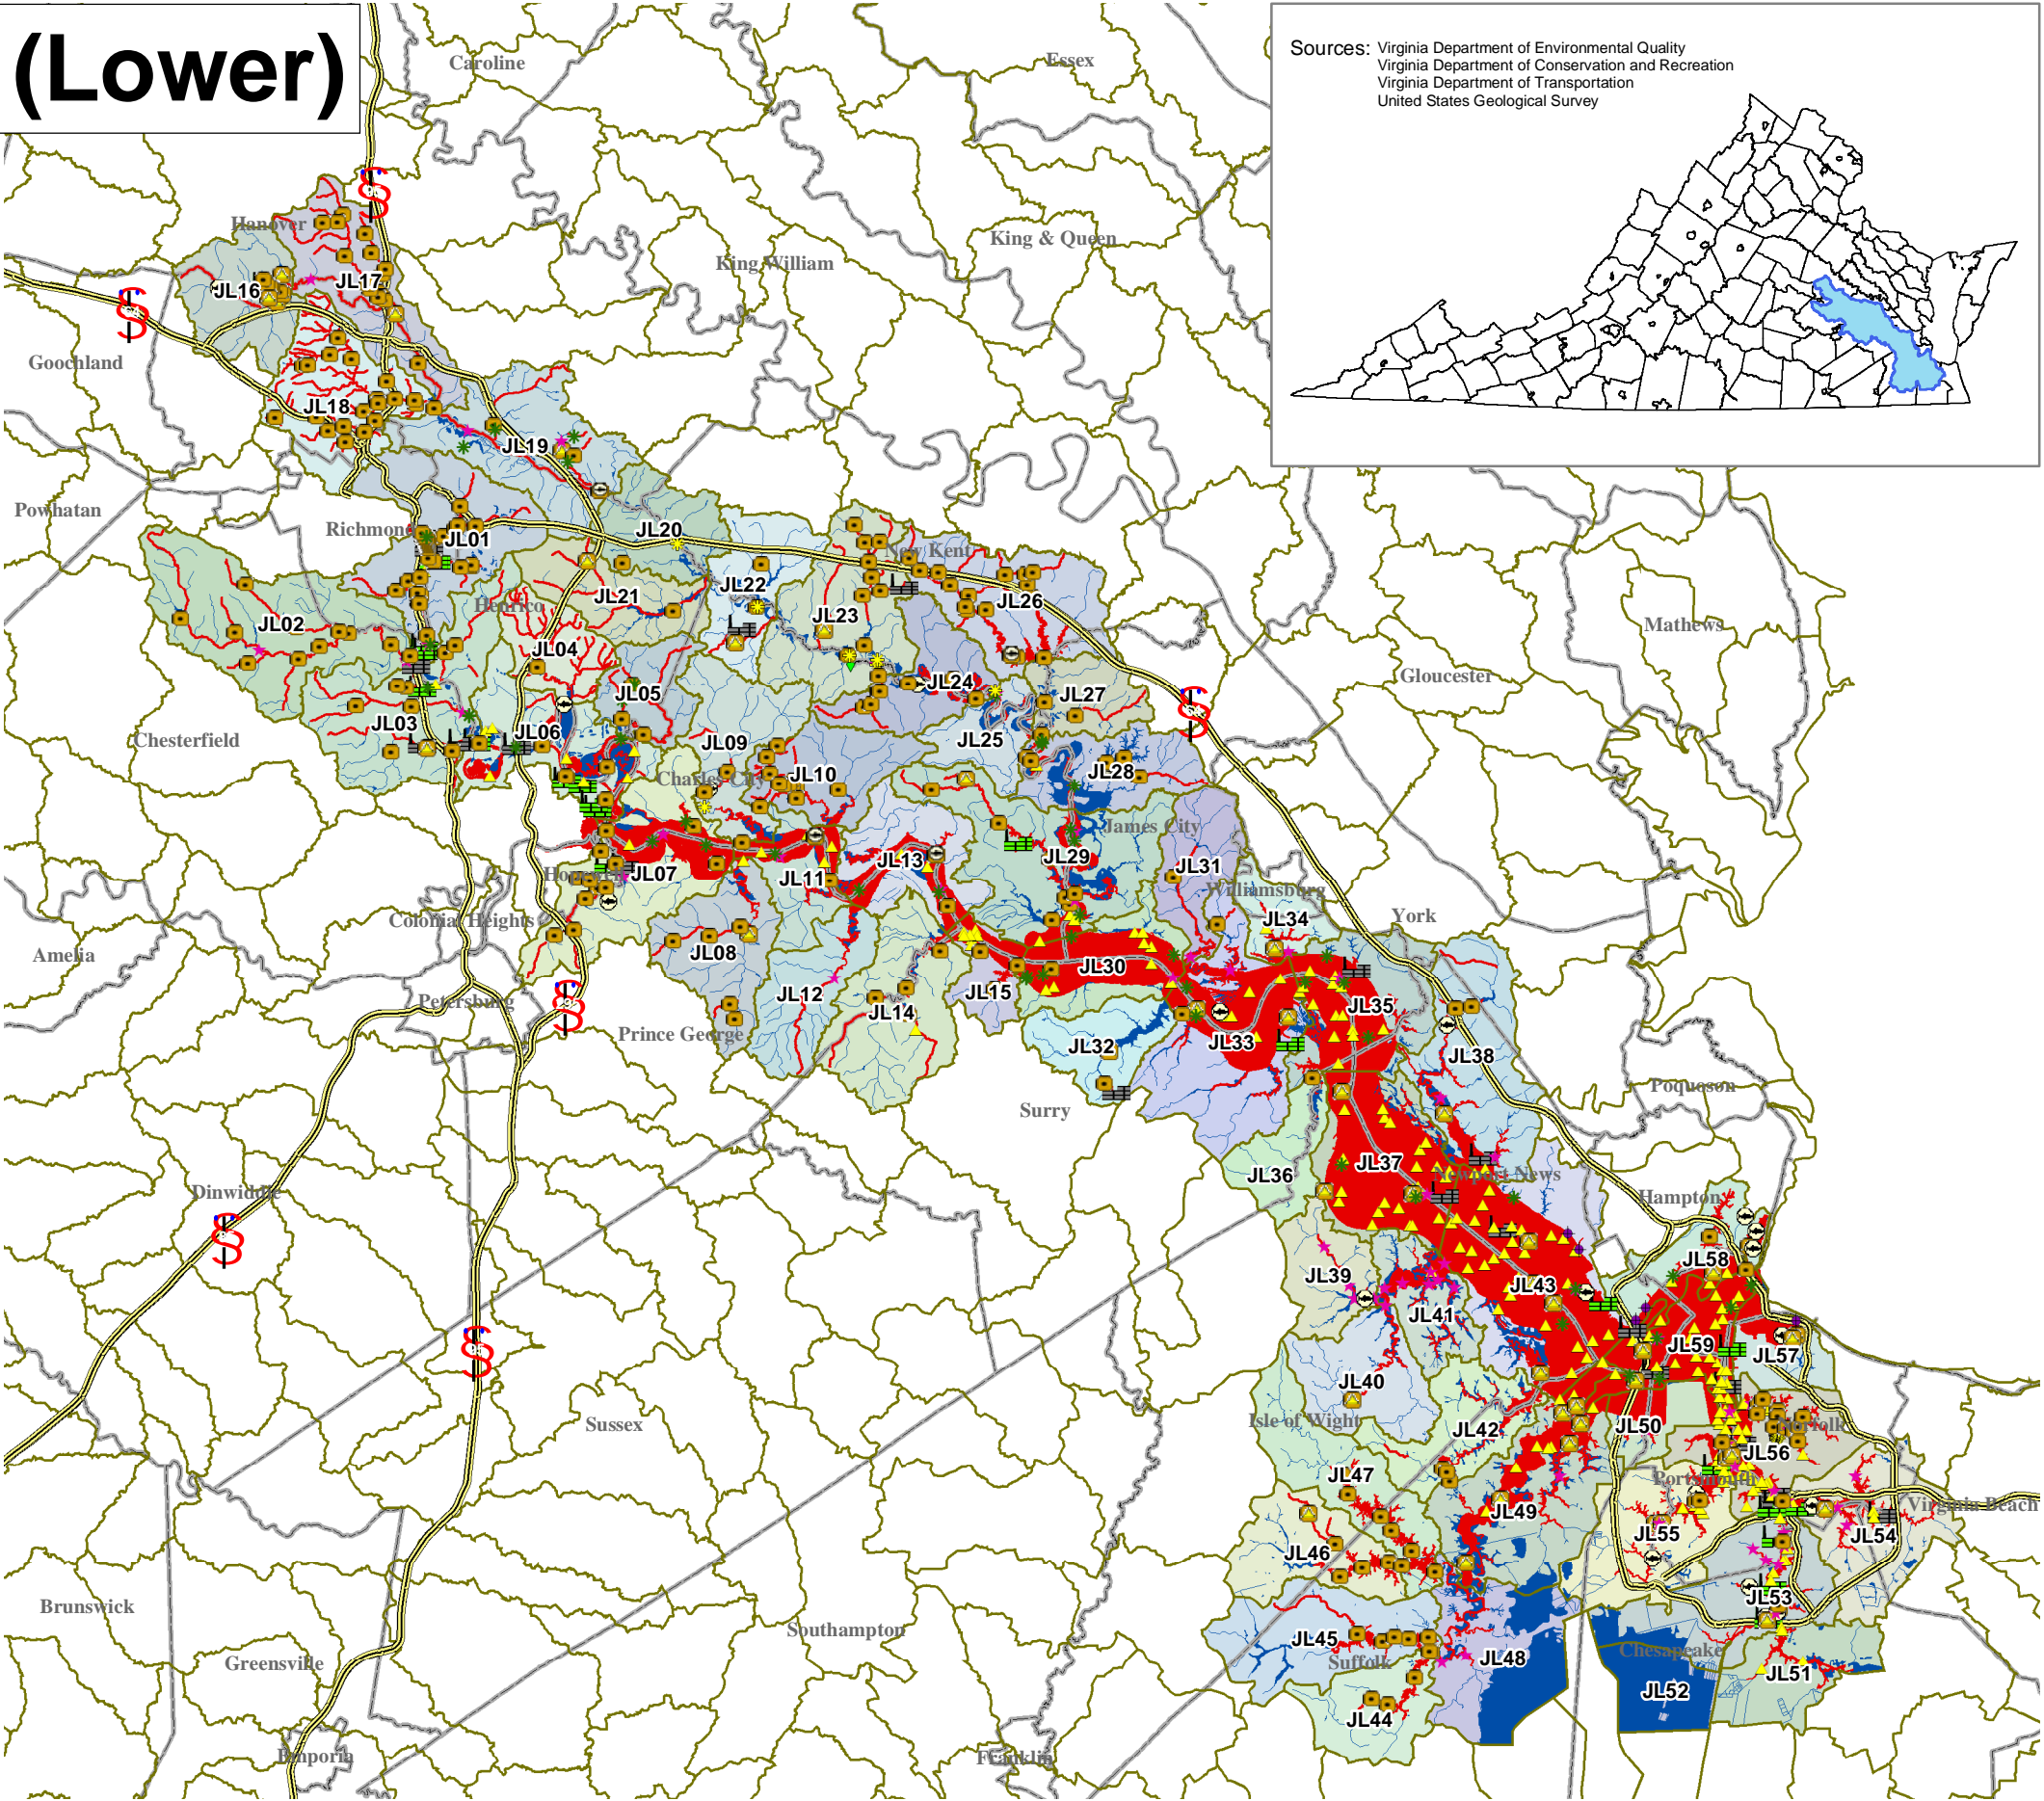 (Lower)
Sources: Virginia Department of Environmental Quality
Virginia Department of Conservation and Recreation
Virginia Department of Transportation
United States Geological Survey
Caroline
Essex
Hanover
King & Queen
King William
JL17
JL16
Goochland
JL18
JL19
Powhatan
Richmond
JL20
JL01
New Kent
JL22
JL21
Henrico
JL26
JL23
JL02
Mathews
JL04
Gloucester
JL24
JL05
JL27
JL03
JL06
Chesterfield
JL09
JL25
JL28
Charles City
JL10
James City
JL13
JL29
JL31
Hopewell
JL07
JL11
Williamsburg
Colonial Heights
JL34
York
Amelia
JL08
JL30
JL12
JL15
Petersburg
JL14
JL35
Prince George
JL33
JL32
JL38
Surry
Poquoson
JL37
JL36
Newport News
Dinwiddie
Hampton
JL58
JL39
JL43
JL41
JL59
JL57
JL40
Sussex
Isle of Wight
JL42
JL50
Norfolk
JL56
JL47
Portsmouth
JL49
Virginia Beach
JL55
JL54
JL46
JL53
Brunswick
Southampton
JL45
Greensville
Suffolk
JL48
Chesapeake
JL51
JL52
JL44
Emporia
Franklin